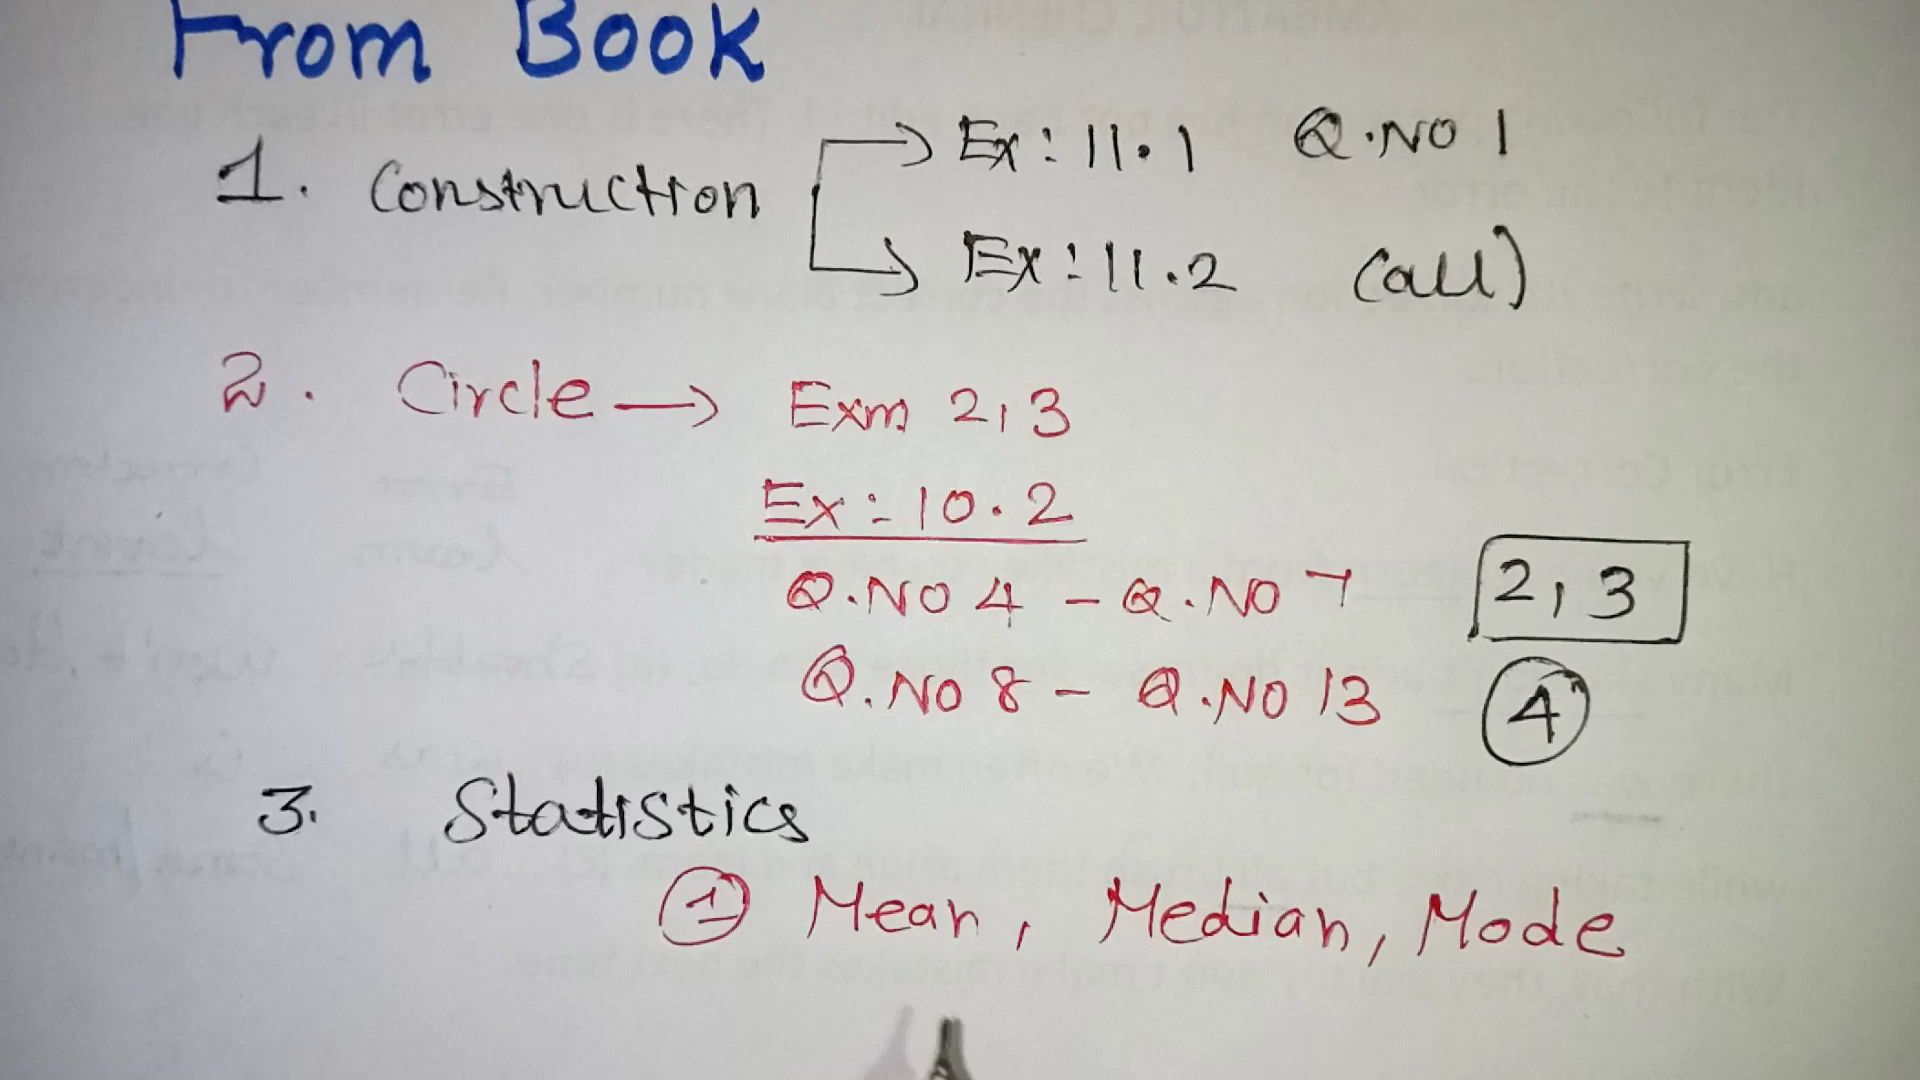 From Book
1. Construction → Ex: 11.1 Q.NO 1
→ Ex: 11.2 (all)
2. Circle → Exm 2,3
Ex: 10.2
Q.NO 4 - Q.NO 7 2,3
Q.NO 8 - Q.NO 13 4
3. Statistics
1 Mean, Median, Mode